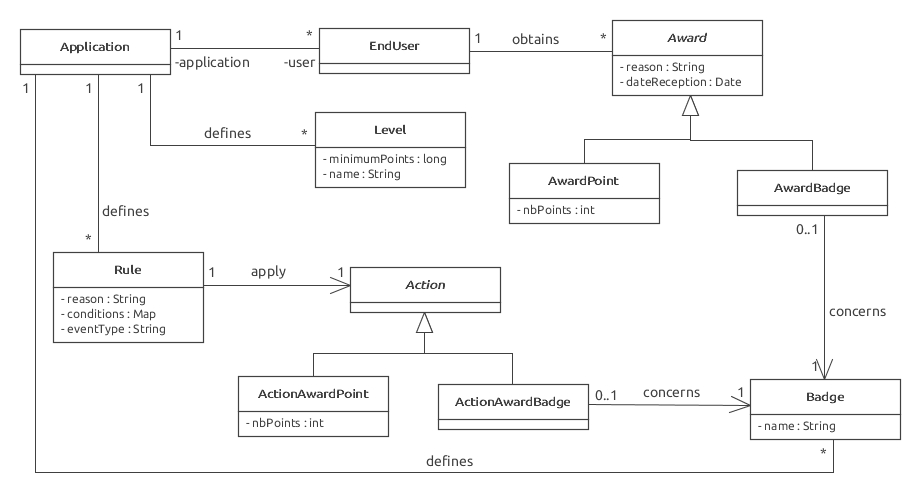 Application
1
*
-application
-user
EndUser
1
obtains
*
Award
- reason : String
- dateReception : Date
1
1
1
defines
*
Level
- minimumPoints : long
- name : String
AwardPoint
- nbPoints : int
AwardBadge
0..1
defines
*
Rule
- reason : String
- conditions : Map
- eventType : String
1
apply
1
Action
concerns
1
ActionAwardPoint
- nbPoints : int
ActionAwardBadge
0..1
concerns
1
Badge
- name : String
*
defines